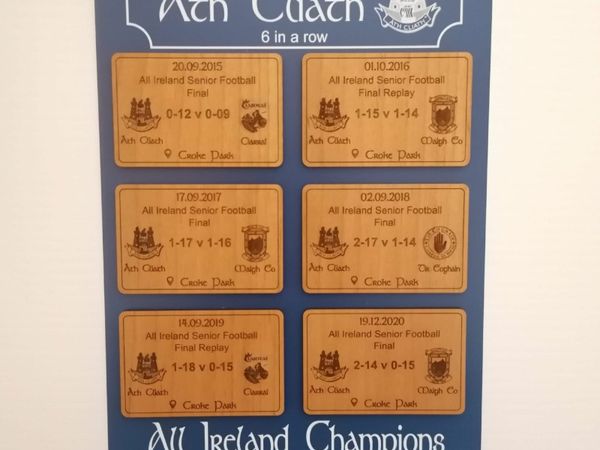 Áth Cliath
ÁTH CLIATH
6 in a row
20.09.2015
All Ireland Senior Football
Final
0-12 v 0-09
Áth Cliath
Ciarraí
Croke Park
01.10.2016
All Ireland Senior Football
Final Replay
1-15 v 1-14
Áth Cliath
Maigh Eo
Croke Park
17.09.2017
All Ireland Senior Football
Final
1-17 v 1-16
Áth Cliath
Maigh Eo
Croke Park
02.09.2018
All Ireland Senior Football
Final
2-17 v 1-14
Áth Cliath
Tír Eoghain
Croke Park
14.09.2019
All Ireland Senior Football
Final Replay
1-18 v 0-15
Áth Cliath
Ciarraí
Croke Park
19.12.2020
All Ireland Senior Football
Final
2-14 v 0-15
Áth Cliath
Maigh Eo
Croke Park
All Ireland Champions